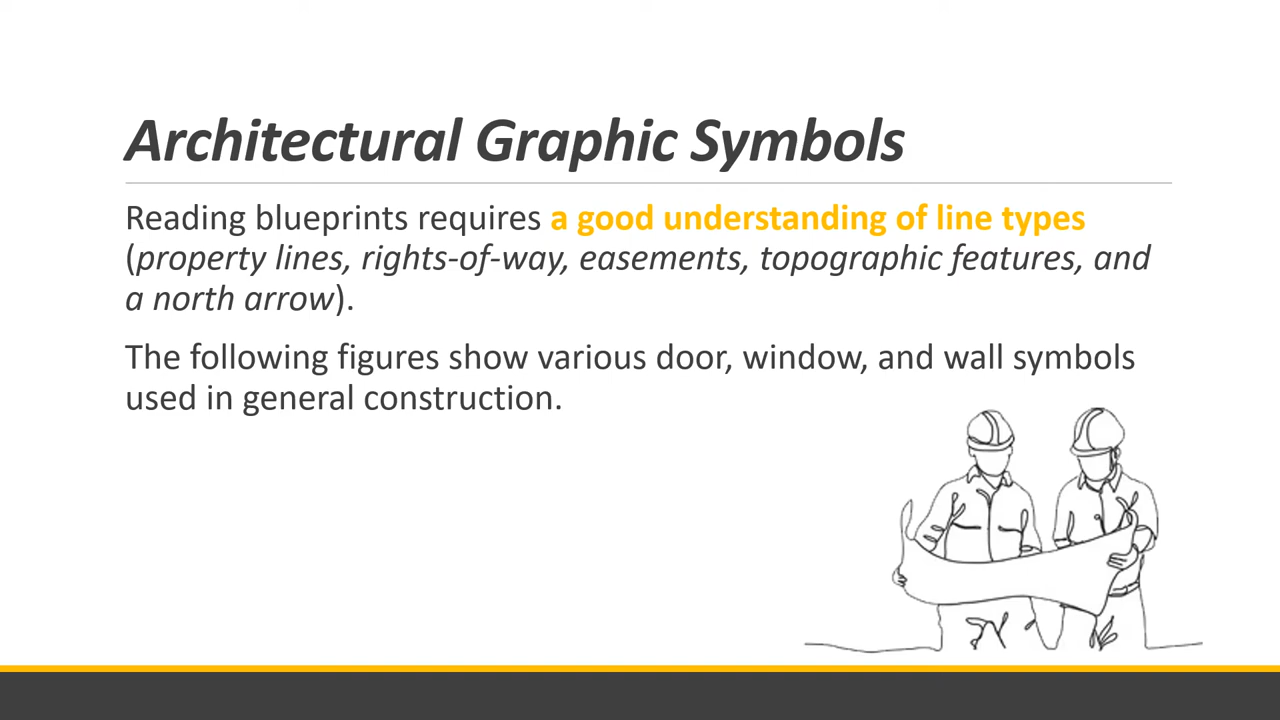 Architectural Graphic Symbols
Reading blueprints requires a good understanding of line types
(property lines, rights-of-way, easements, topographic features, and
a north arrow).
The following figures show various door, window, and wall symbols
used in general construction.